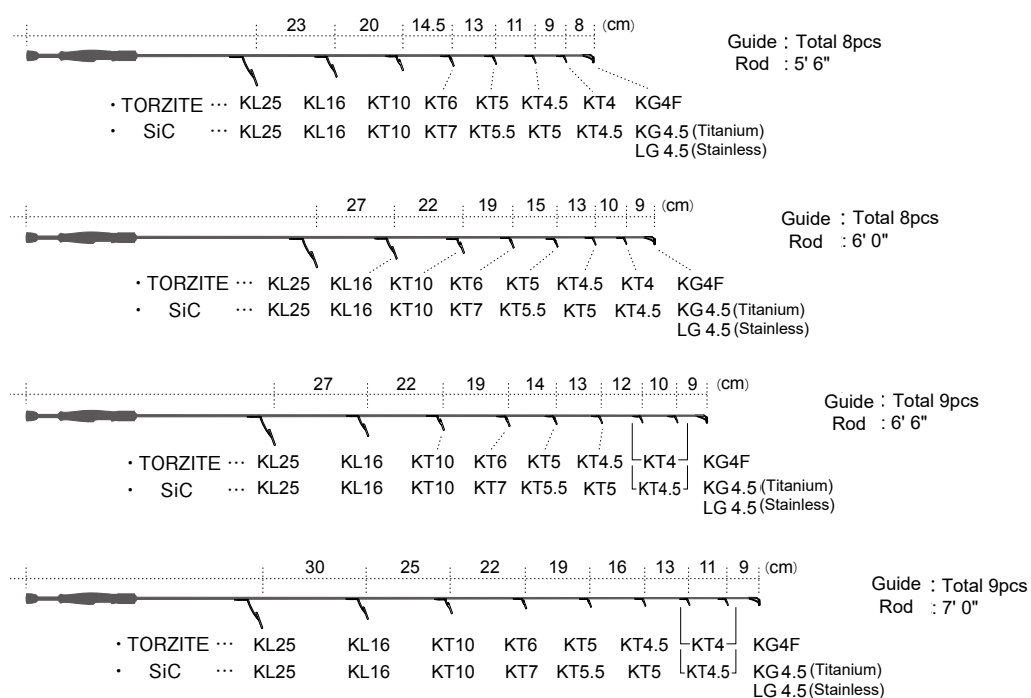 23 20 14.5 13 11 9 8 (cm)
Guide : Total 8pcs
Rod : 5' 6"
・TORZITE … KL25 KL16 KT10 KT6 KT5 KT4.5 KT4 KG4F
・ SiC … KL25 KL16 KT10 KT7 KT5.5 KT5 KT4.5 KG 4.5 (Titanium)
LG 4.5 (Stainless)
27 22 19 15 13 10 9 (cm)
Guide : Total 8pcs
Rod : 6' 0"
・TORZITE … KL25 KL16 KT10 KT6 KT5 KT4.5 KT4 KG4F
・ SiC … KL25 KL16 KT10 KT7 KT5.5 KT5 KT4.5 KG 4.5 (Titanium)
LG 4.5 (Stainless)
27 22 19 14 13 12 10 9 (cm)
Guide : Total 9pcs
Rod : 6' 6"
・TORZITE … KL25 KL16 KT10 KT6 KT5 KT4.5 KT4 KG4F
・ SiC … KL25 KL16 KT10 KT7 KT5.5 KT5 KT4.5 KG 4.5 (Titanium)
LG 4.5 (Stainless)
30 25 22 19 16 13 11 9 (cm)
Guide : Total 9pcs
Rod : 7' 0"
・TORZITE … KL25 KL16 KT10 KT6 KT5 KT4.5 KT4 KG4F
・ SiC … KL25 KL16 KT10 KT7 KT5.5 KT5 KT4.5 KG 4.5 (Titanium)
LG 4.5 (Stainless)